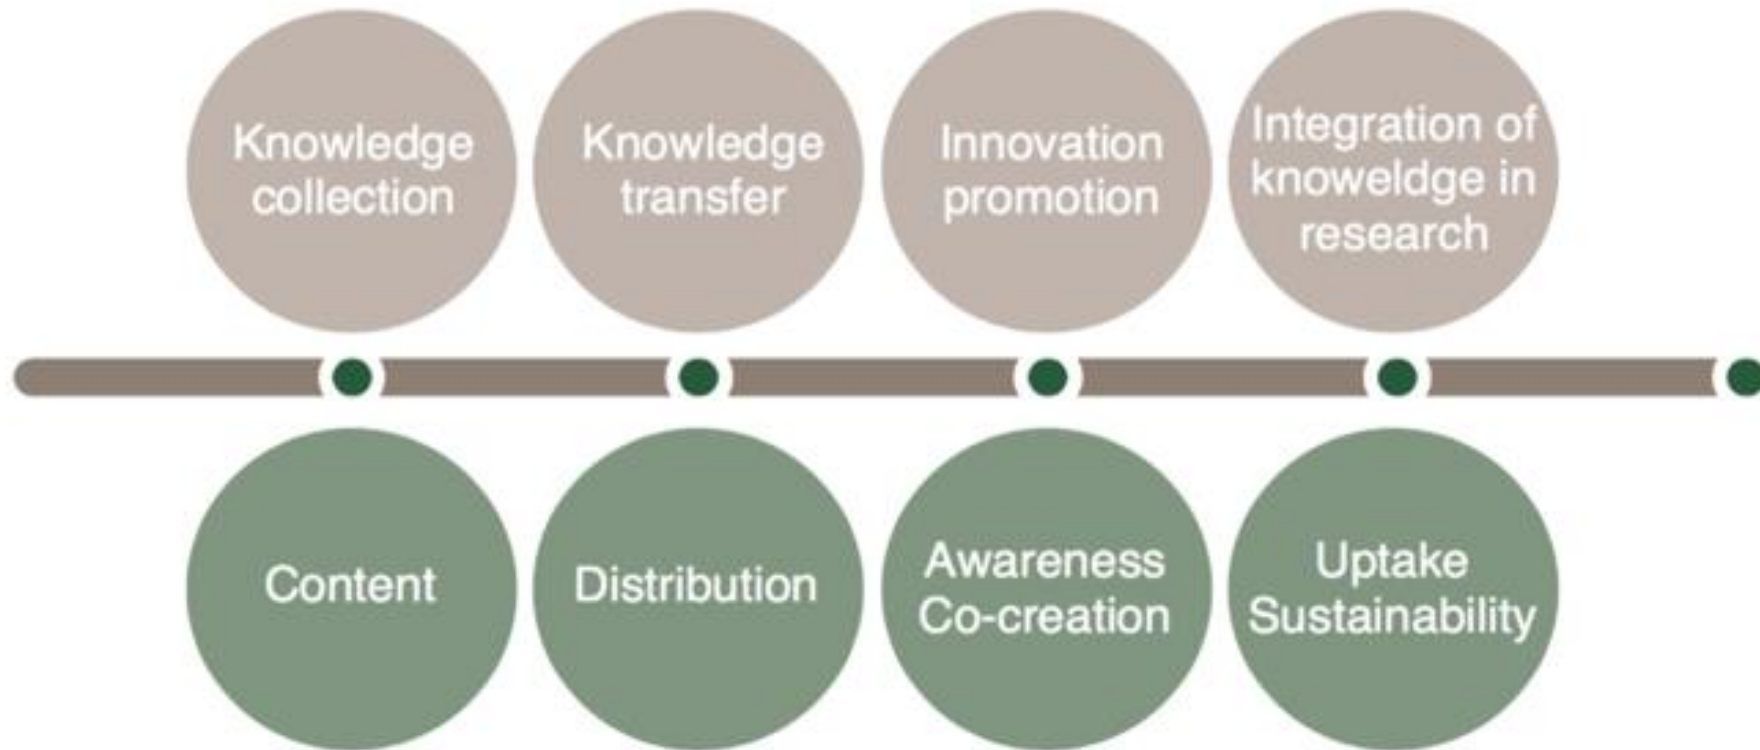 Knowledge
collection
Knowledge
transfer
Innovation
promotion
Integration of
knoweldge in
research
Content
Distribution
Awareness
Co-creation
Uptake
Sustainability